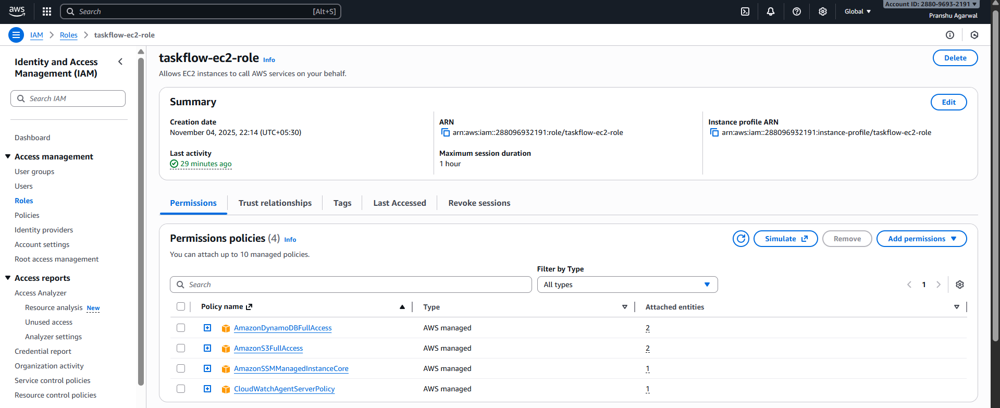 aws
Search [Alt+S]
Global
Account ID: 2880-9693-2191
Pranshu Agarwal
IAM > Roles > taskflow-ec2-role
Identity and Access Management (IAM)
Search IAM
Dashboard
Access management
User groups
Users
Roles
Policies
Identity providers
Account settings
Root access management
Access reports
Access Analyzer
Resource analysis New
Unused access
Analyzer settings
Credential report
Organization activity
Service control policies
Resource control policies
taskflow-ec2-role Info
Delete
Allows EC2 instances to call AWS services on your behalf.
Summary
Edit
Creation date
November 04, 2025, 22:14 (UTC+05:30)
ARN
arn:aws:iam::288096932191:role/taskflow-ec2-role
Instance profile ARN
arn:aws:iam::288096932191:instance-profile/taskflow-ec2-role
Last activity
29 minutes ago
Maximum session duration
1 hour
Permissions
Trust relationships
Tags
Last Accessed
Revoke sessions
Permissions policies (4) Info
Simulate
Remove
Add permissions
You can attach up to 10 managed policies.
Filter by Type
Search
All types
1
Policy name Type Attached entities
AmazonDynamoDBFullAccess AWS managed 2
AmazonS3FullAccess AWS managed 2
AmazonSSMManagedInstanceCore AWS managed 1
CloudWatchAgentServerPolicy AWS managed 1